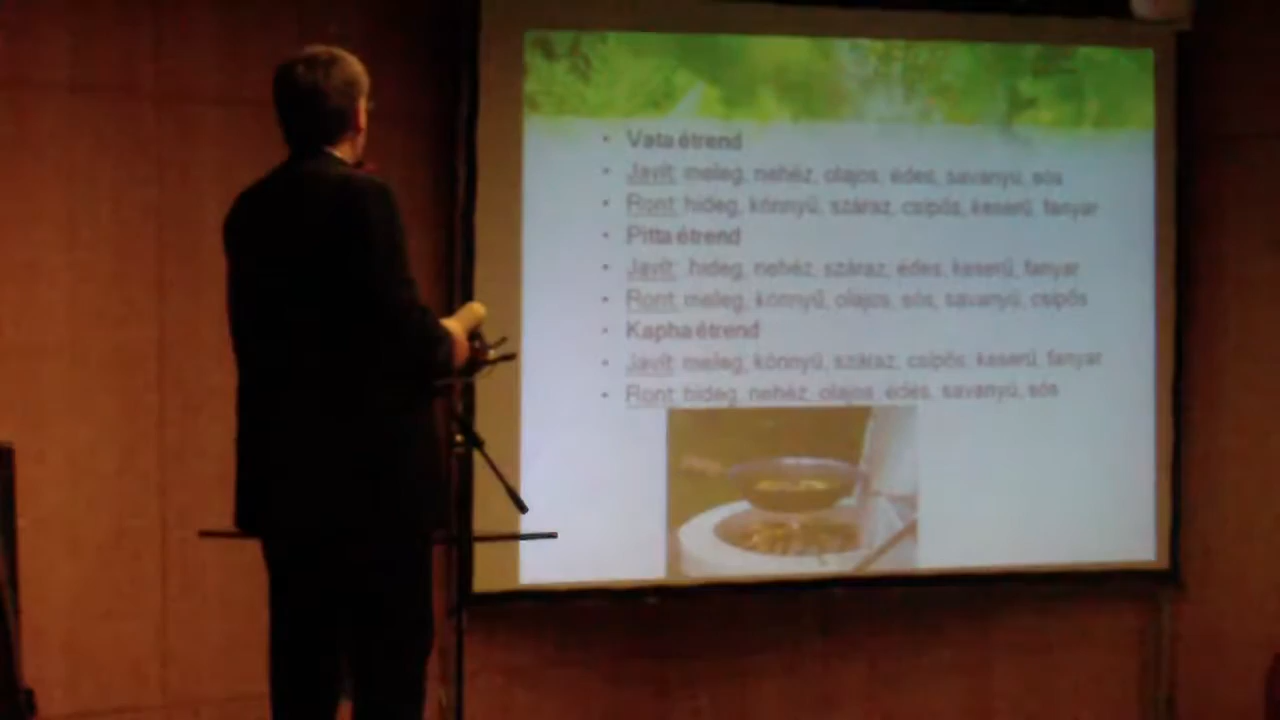 Vata étrend
Javít: meleg, nehéz, olajos, édes, savanyú, sós
Ront: hideg, könnyű, száraz, csípős, keserű, fanyar
Pitta étrend
Javít: hideg, nehéz, száraz, édes, keserű, fanyar
Ront: meleg, könnyű, olajos, sós, savanyú, csípős
Kapha étrend
Javít: meleg, könnyű, száraz, csípős, keserű, fanyar
Ront: hideg, nehéz, olajos, édes, savanyú, sós